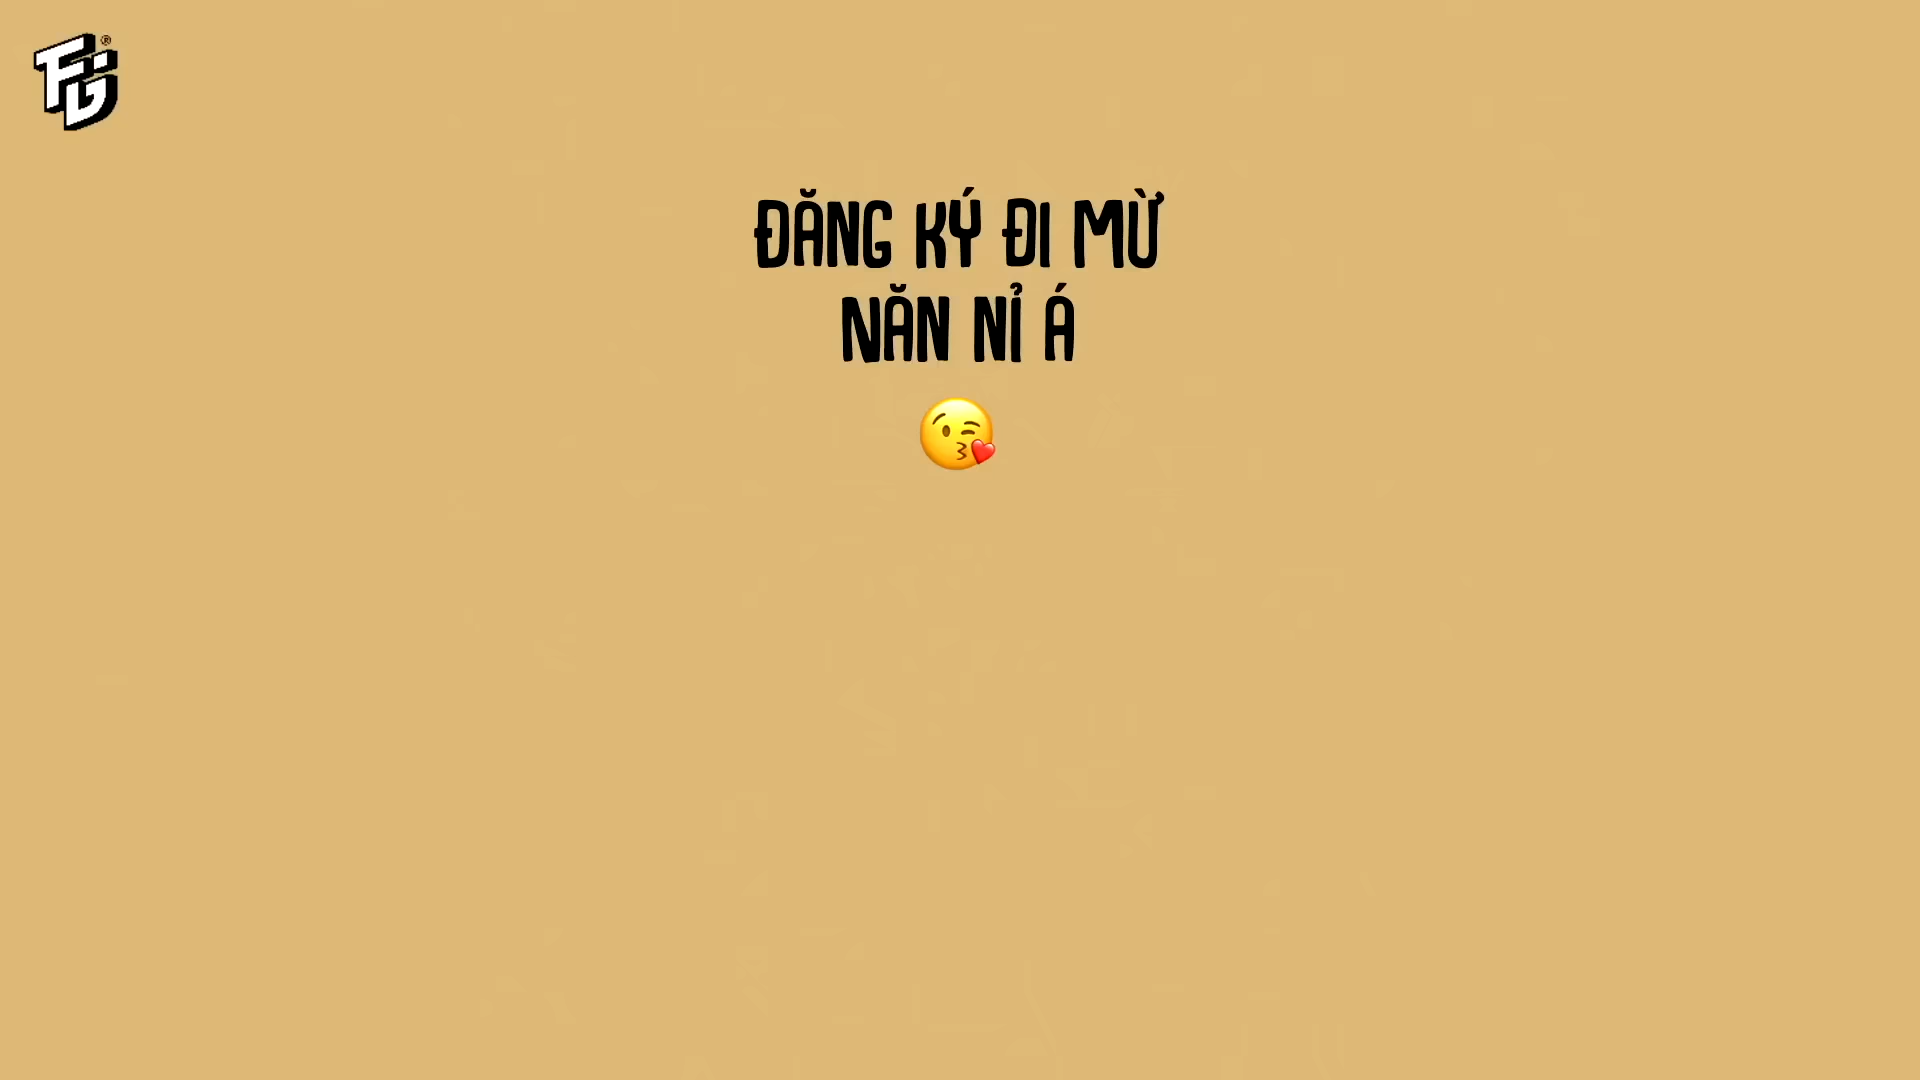 ĐĂNG KÝ ĐI MỪ
NĂN NỈ Á
😘